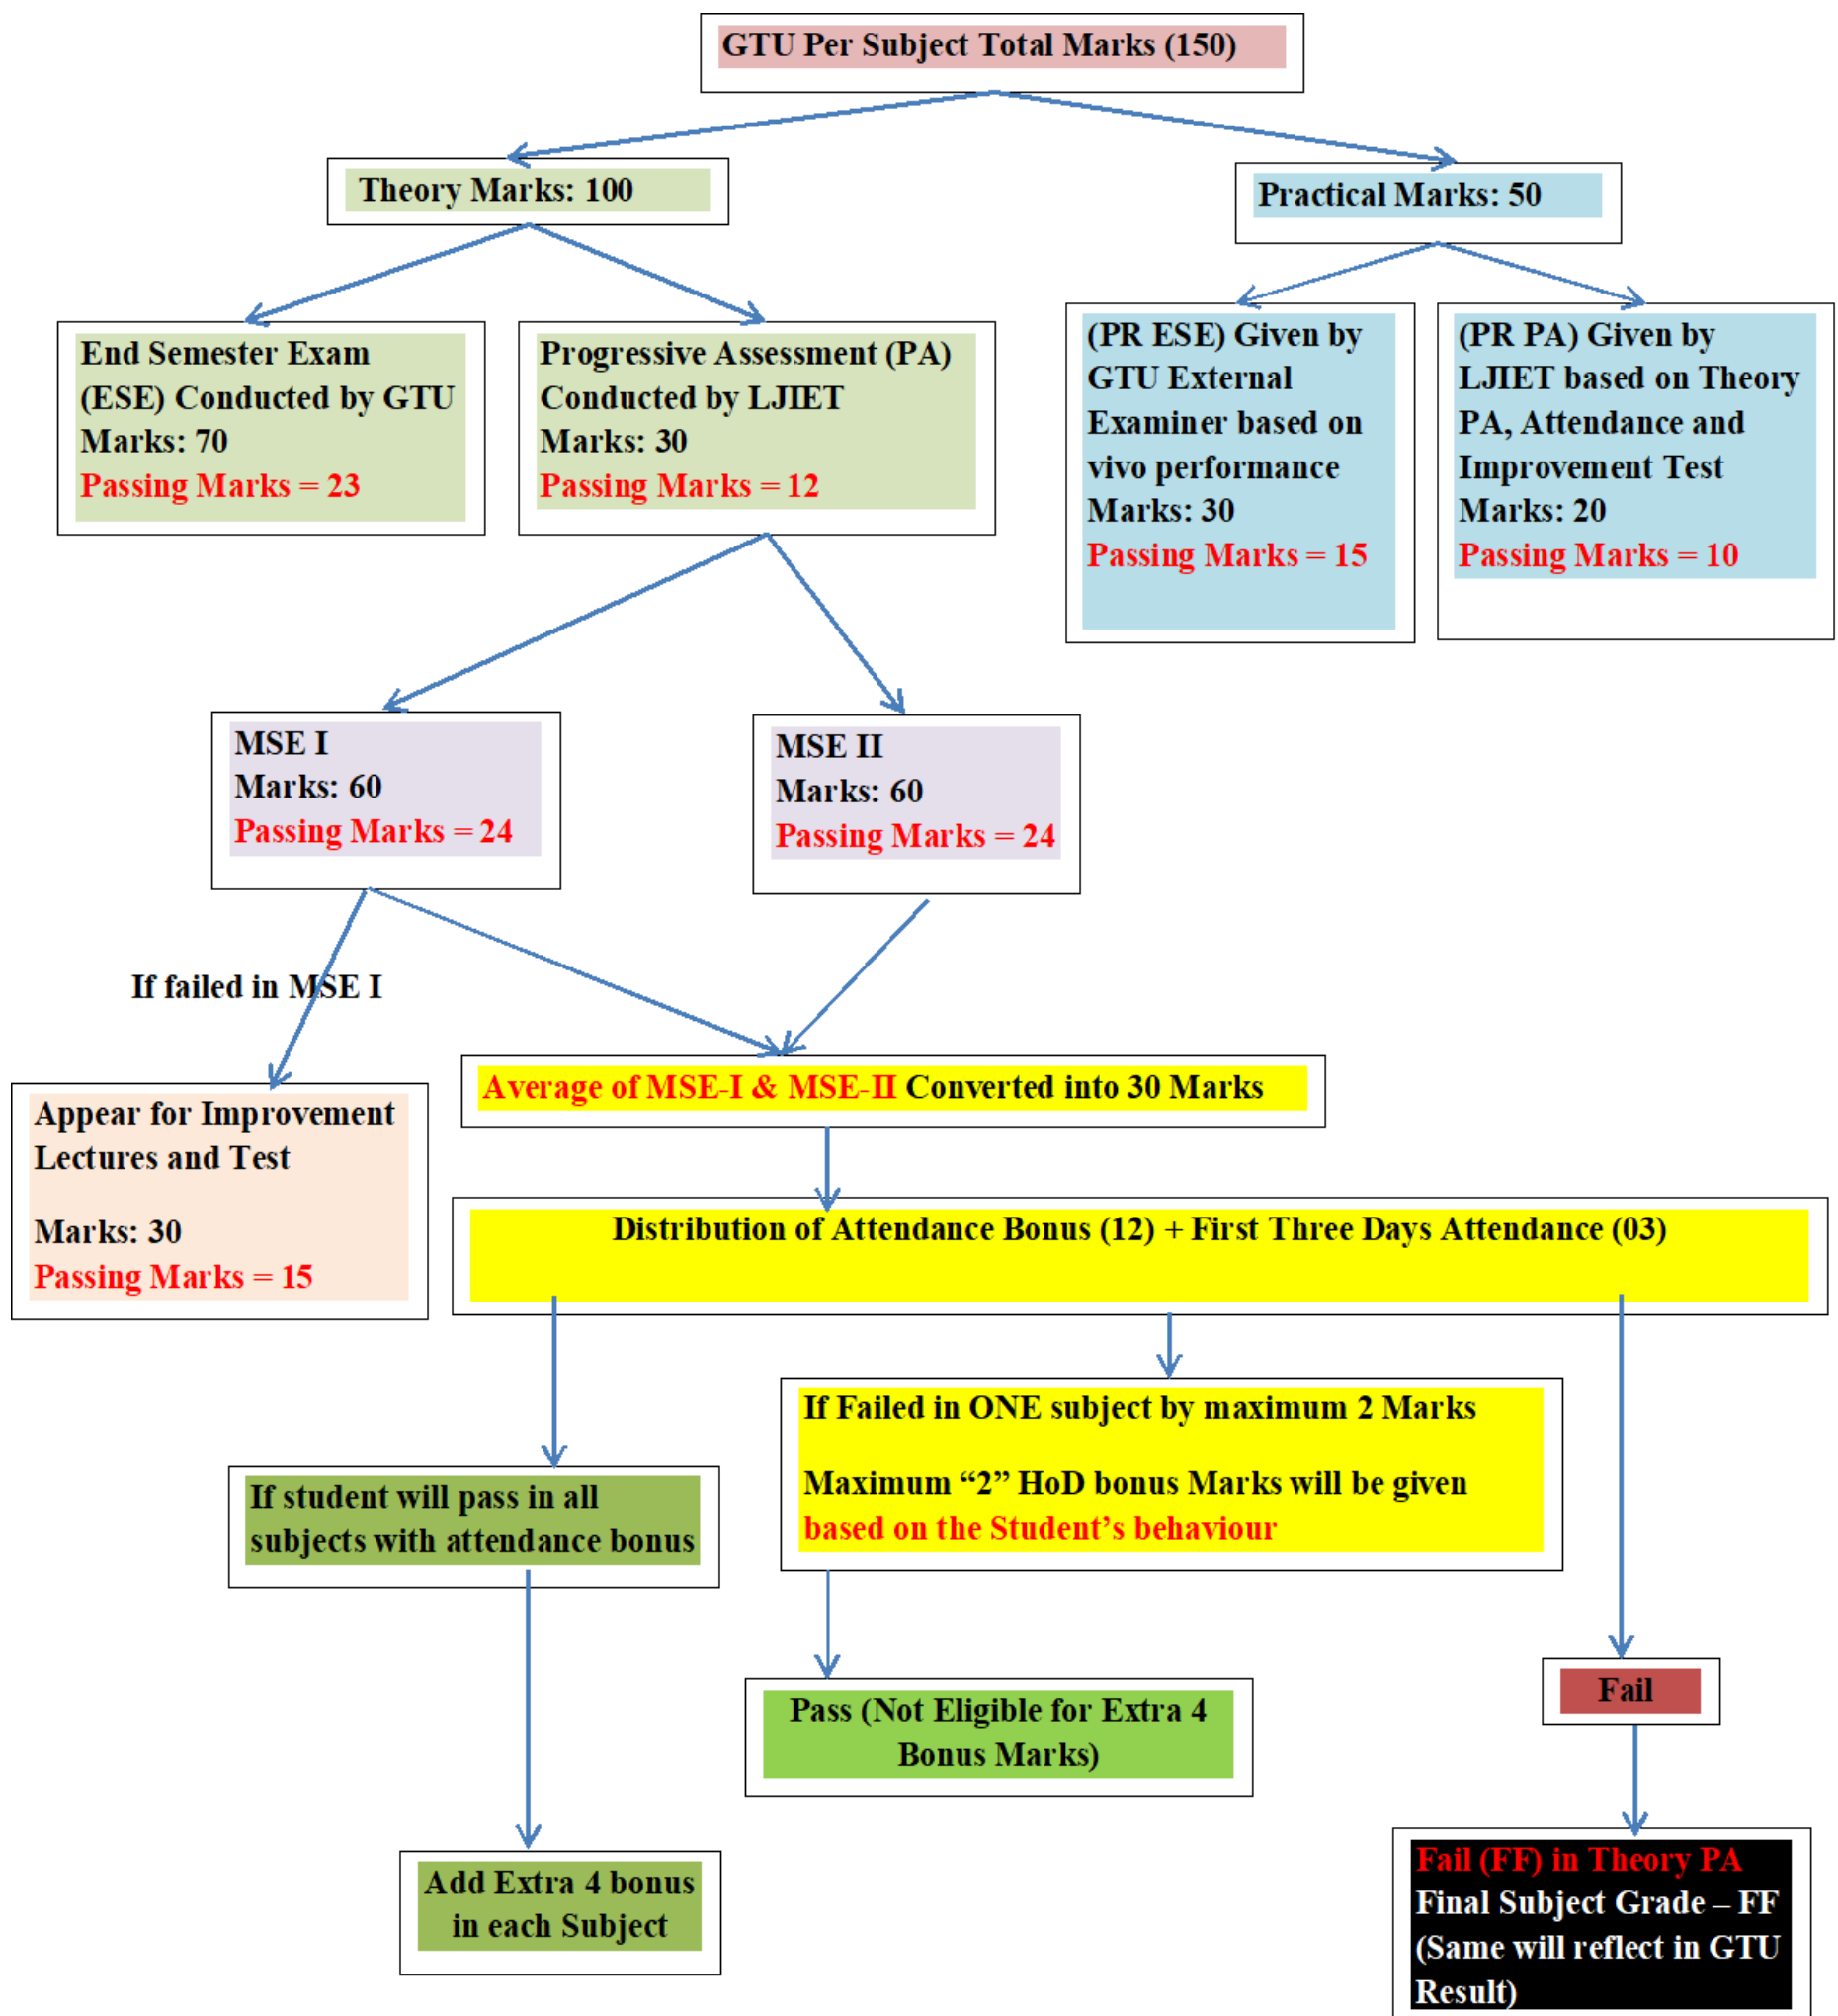 GTU Per Subject Total Marks (150)
Theory Marks: 100
Practical Marks: 50
End Semester Exam
(ESE) Conducted by GTU
Marks: 70
Passing Marks = 23
Progressive Assessment (PA)
Conducted by LJIET
Marks: 30
Passing Marks = 12
(PR ESE) Given by
GTU External
Examiner based on
vivo performance
Marks: 30
Passing Marks = 15
(PR PA) Given by
LJIET based on Theory
PA, Attendance and
Improvement Test
Marks: 20
Passing Marks = 10
MSE I
Marks: 60
Passing Marks = 24
MSE II
Marks: 60
Passing Marks = 24
If failed in MSE I
Average of MSE-I & MSE-II Converted into 30 Marks
Appear for Improvement
Lectures and Test
Marks: 30
Passing Marks = 15
Distribution of Attendance Bonus (12) + First Three Days Attendance (03)
If Failed in ONE subject by maximum 2 Marks
Maximum “2” HoD bonus Marks will be given
based on the Student’s behaviour
If student will pass in all
subjects with attendance bonus
Pass (Not Eligible for Extra 4
Bonus Marks)
Fail
Add Extra 4 bonus
in each Subject
Fail (FF) in Theory PA
Final Subject Grade – FF
(Same will reflect in GTU
Result)